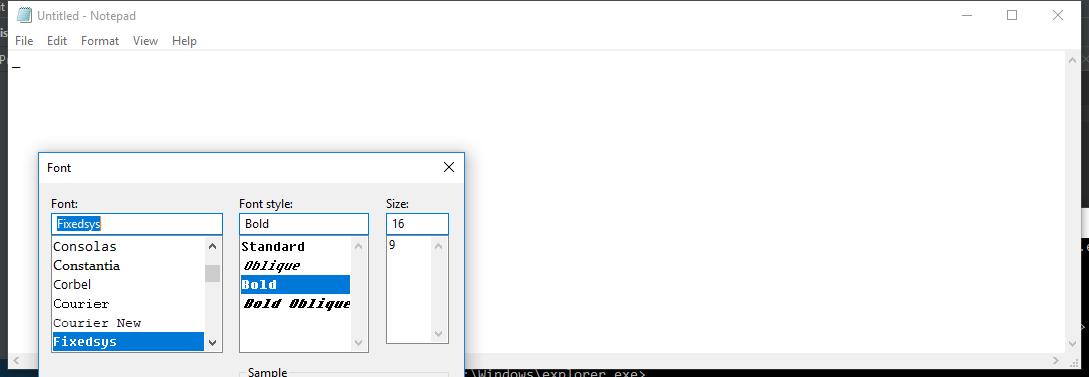 Untitled - Notepad
File Edit Format View Help
Font
Font: Font style: Size:
Fixedsys Bold 16
Consolas Standard 9
Constantia Oblique
Corbel Bold
Courier Bold Oblique
Courier New
Fixedsys
Sample
:\Windows\explorer.exe>